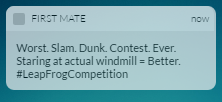 FIRST MATE
now
Worst. Slam. Dunk. Contest. Ever.
Staring at actual windmill = Better.
#LeapFrogCompetition